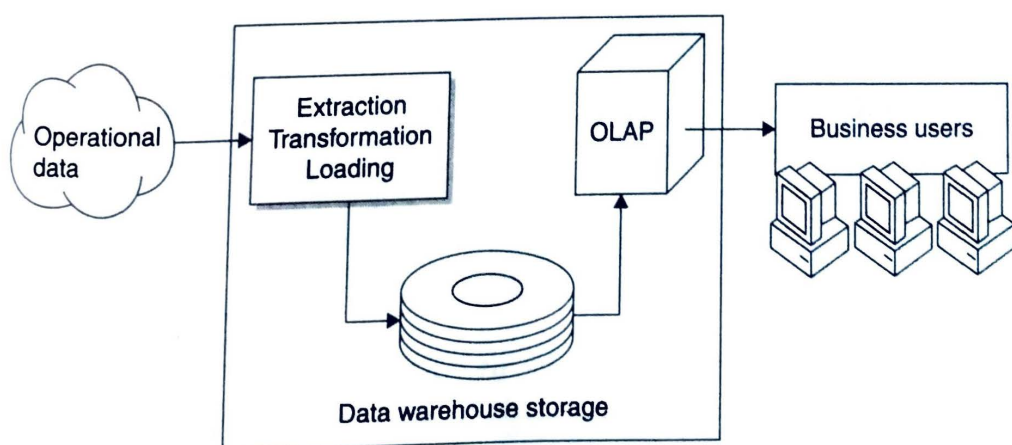 Operational
data
Extraction
Transformation
Loading
OLAP
Business users
Data warehouse storage